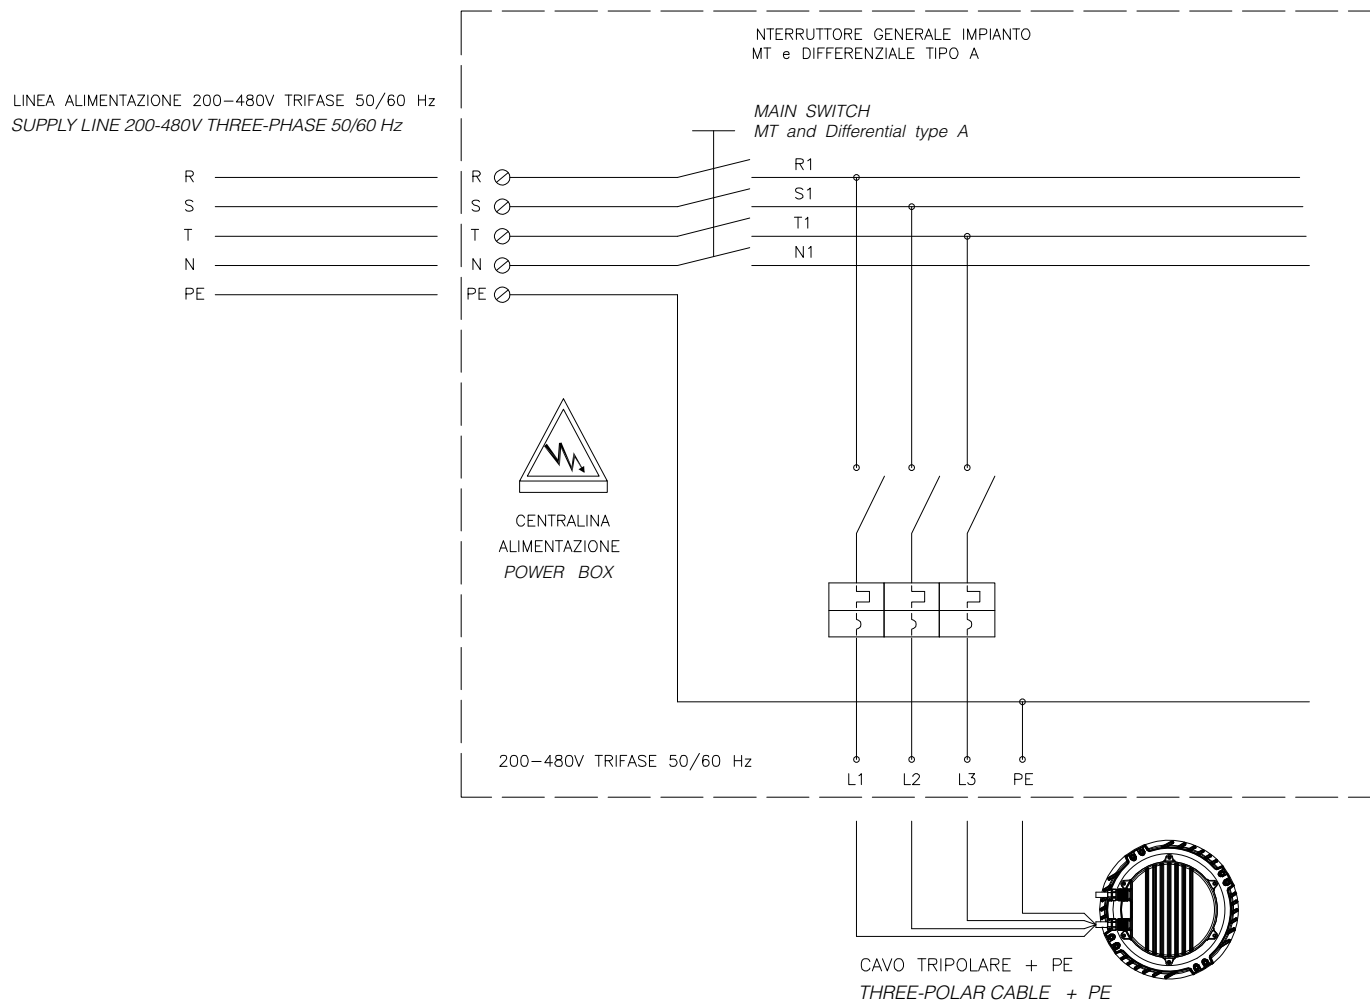 NTERRUTTORE GENERALE IMPIANTO
MT e DIFFERENZIALE TIPO A
LINEA ALIMENTAZIONE 200-480V TRIFASE 50/60 Hz
SUPPLY LINE 200-480V THREE-PHASE 50/60 Hz
MAIN SWITCH
MT and Differential type A
R R R1
S S S1
T T T1
N N N1
PE PE
CENTRALINA
ALIMENTAZIONE
POWER BOX
200-480V TRIFASE 50/60 Hz
L1 L2 L3 PE
CAVO TRIPOLARE + PE
THREE-POLAR CABLE + PE